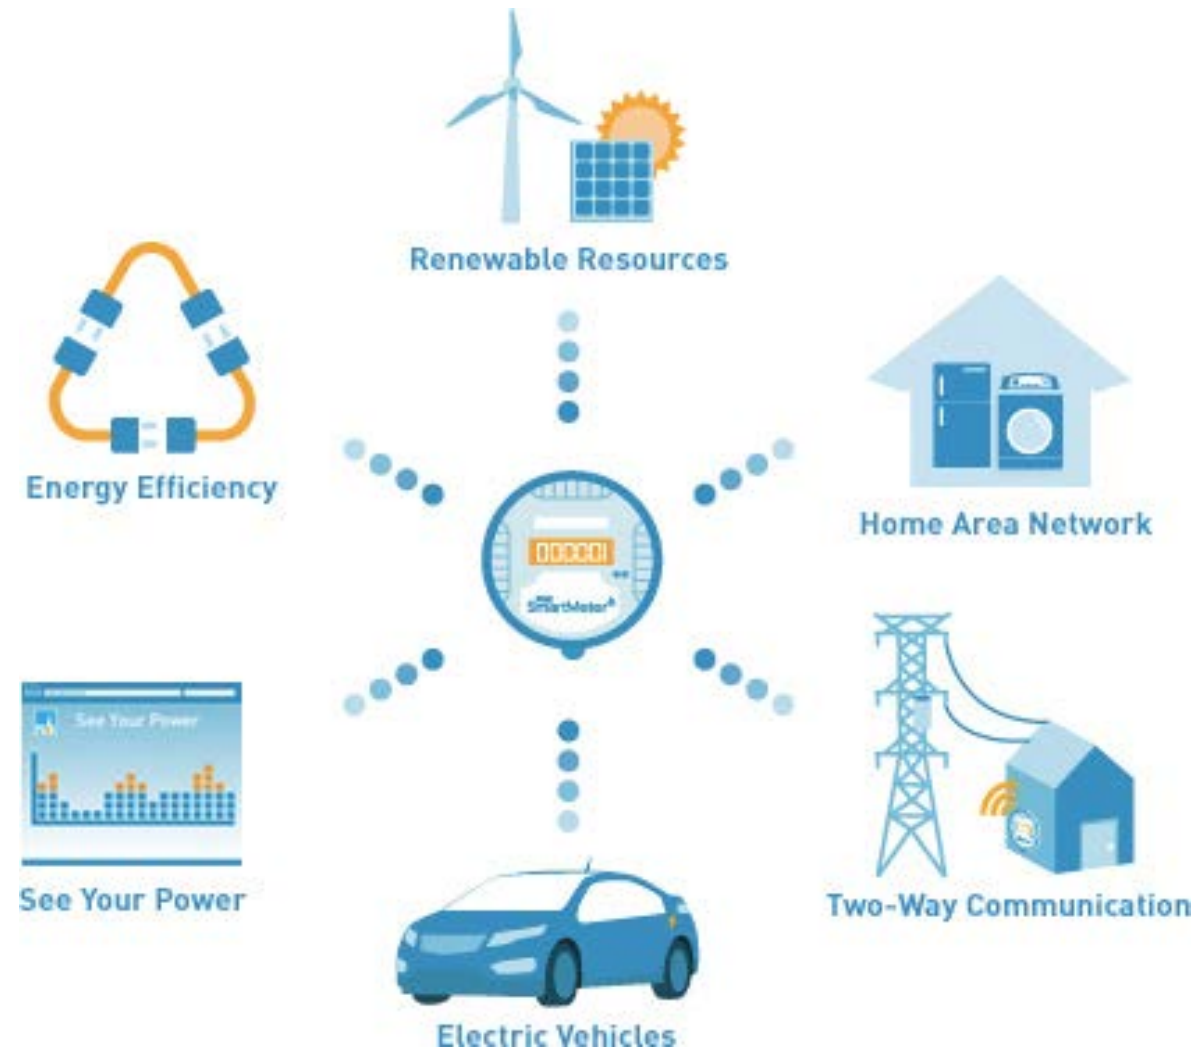 Renewable Resources
Energy Efficiency
Home Area Network
000001
SmartMeter
See Your Power
See Your Power
Two-Way Communication
Electric Vehicles